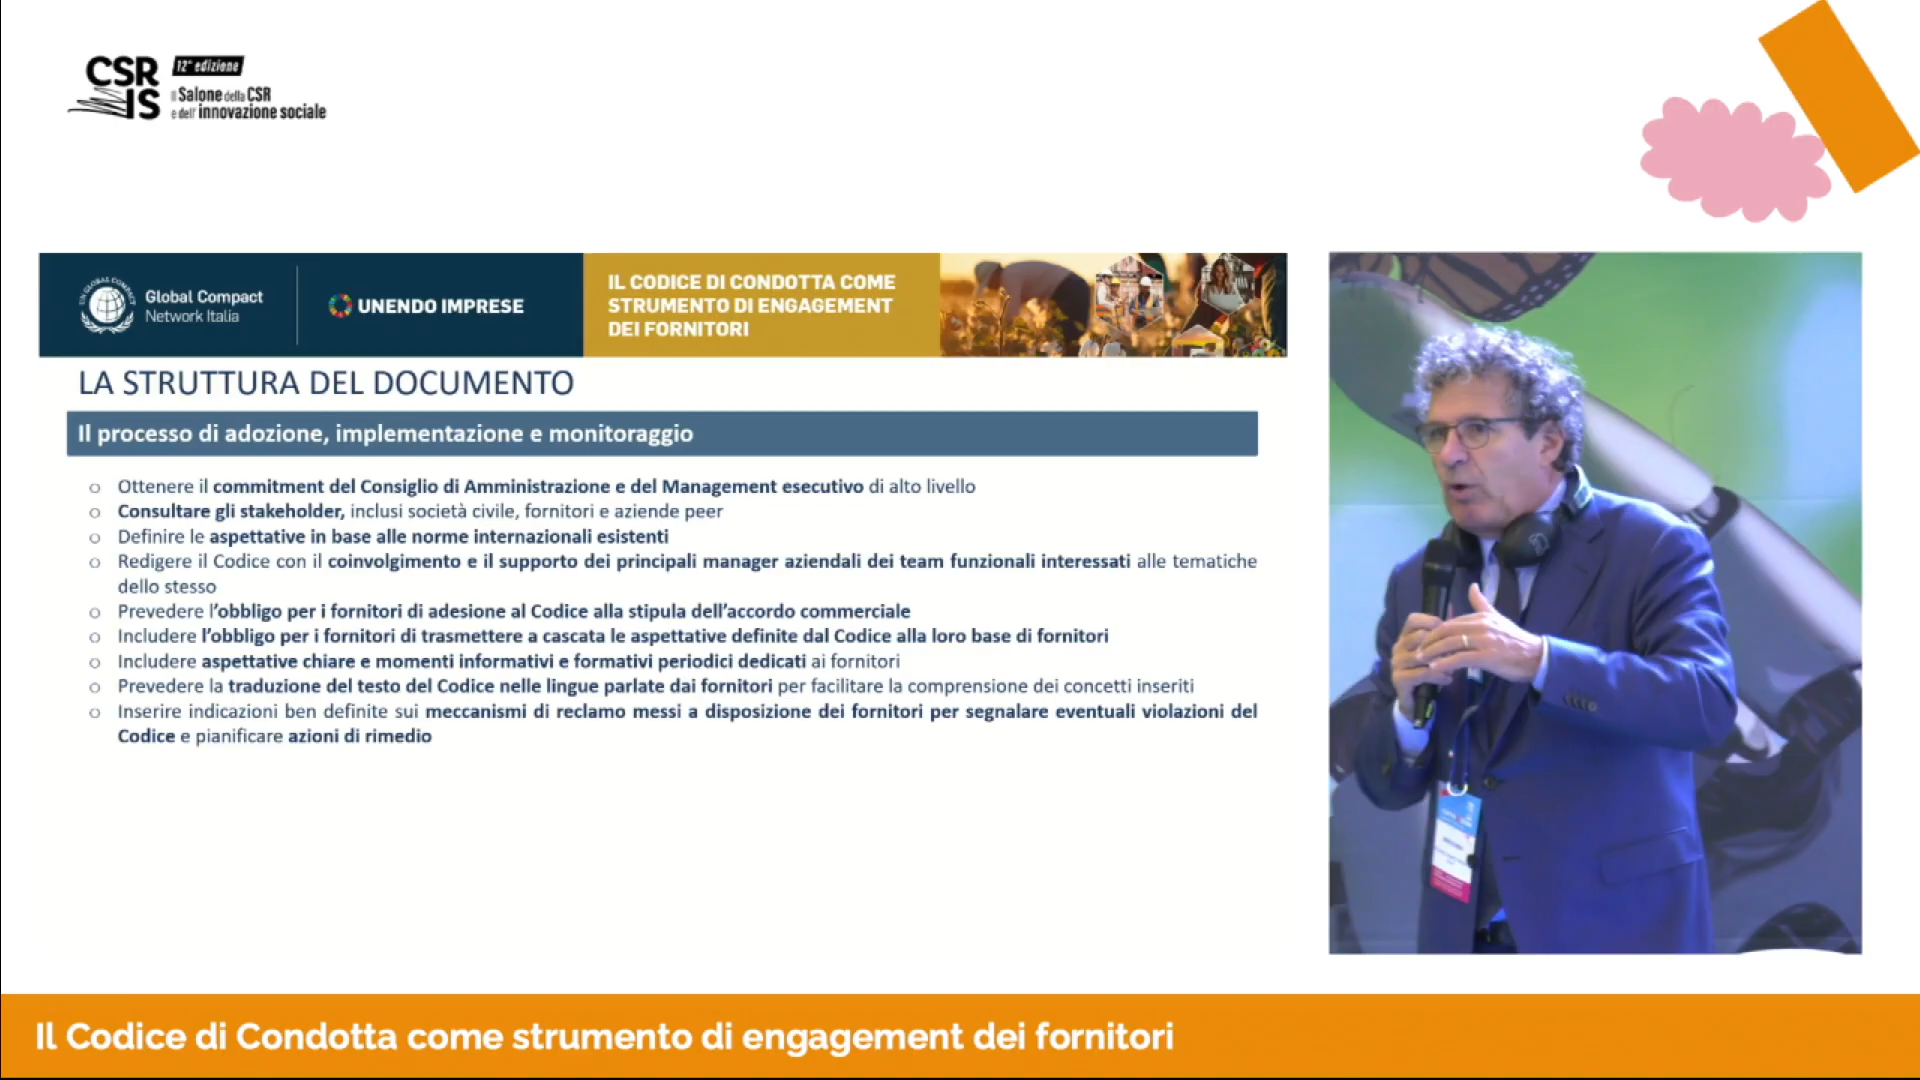 CSR
IS
12° edizione
il Salone della CSR
e dell'innovazione sociale
UN GLOBAL COMPACT
Global Compact
Network Italia
UNENDO IMPRESE
IL CODICE DI CONDOTTA COME
STRUMENTO DI ENGAGEMENT
DEI FORNITORI
LA STRUTTURA DEL DOCUMENTO
Il processo di adozione, implementazione e monitoraggio
o Ottenere il commitment del Consiglio di Amministrazione e del Management esecutivo di alto livello
o Consultare gli stakeholder, inclusi società civile, fornitori e aziende peer
o Definire le aspettative in base alle norme internazionali esistenti
o Redigere il Codice con il coinvolgimento e il supporto dei principali manager aziendali dei team funzionali interessati alle tematiche
dello stesso
o Prevedere l'obbligo per i fornitori di adesione al Codice alla stipula dell'accordo commerciale
o Includere l'obbligo per i fornitori di trasmettere a cascata le aspettative definite dal Codice alla loro base di fornitori
o Includere aspettative chiare e momenti informativi e formativi periodici dedicati ai fornitori
o Prevedere la traduzione del testo del Codice nelle lingue parlate dai fornitori per facilitare la comprensione dei concetti inseriti
o Inserire indicazioni ben definite sui meccanismi di reclamo messi a disposizione dei fornitori per segnalare eventuali violazioni del
Codice e pianificare azioni di rimedio
Il Codice di Condotta come strumento di engagement dei fornitori